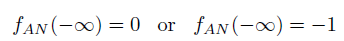 f_{AN}(−∞) = 0 or f_{AN}(−∞) = −1